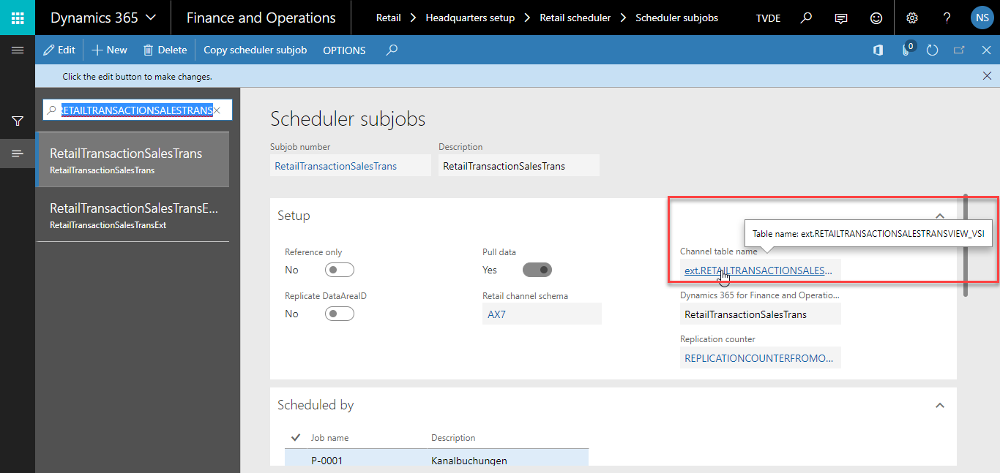 Dynamics 365
Finance and Operations
Retail > Headquarters setup > Retail scheduler > Scheduler subjobs
TVDE
?
NS
Edit
New
Delete
Copy scheduler subjob
OPTIONS
0
Click the edit button to make changes.
RETAILTRANSACTIONSALESTRANS
RetailTransactionSalesTrans
RetailTransactionSalesTrans
RetailTransactionSalesTransE...
RetailTransactionSalesTransExt
Scheduler subjobs
Subjob number
RetailTransactionSalesTrans
Description
RetailTransactionSalesTrans
Setup
Reference only
No
Replicate DataAreaID
No
Pull data
Yes
Retail channel schema
AX7
Table name: ext.RETAILTRANSACTIONSALESTRANSVIEW_VSI
Channel table name
ext.RETAILTRANSACTIONSALES...
Dynamics 365 for Finance and Operatio...
RetailTransactionSalesTrans
Replication counter
REPLICATIONCOUNTERFROMO...
Scheduled by
Job name Description
P-0001 Kanalbuchungen